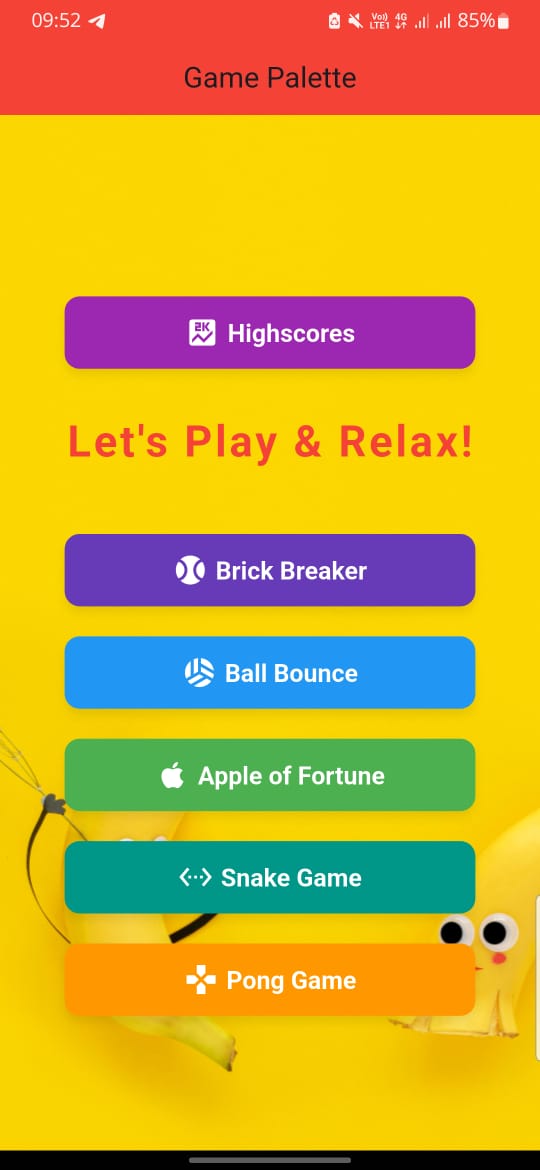 09:52 Vo)) LTE1 4G 85%
Game Palette
2K Highscores
Let's Play & Relax!
Brick Breaker
Ball Bounce
Apple of Fortune
Snake Game
Pong Game